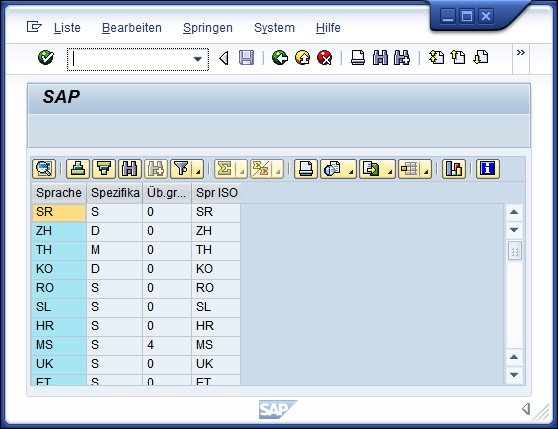 Liste Bearbeiten Springen System Hilfe
»
SAP
Sprache Spezifika Üb.gr... Spr ISO
SR S 0 SR
ZH D 0 ZH
TH M 0 TH
KO D 0 KO
RO S 0 RO
SL S 0 SL
HR S 0 HR
MS S 4 MS
UK S 0 UK
ET S 0 ET
SAP